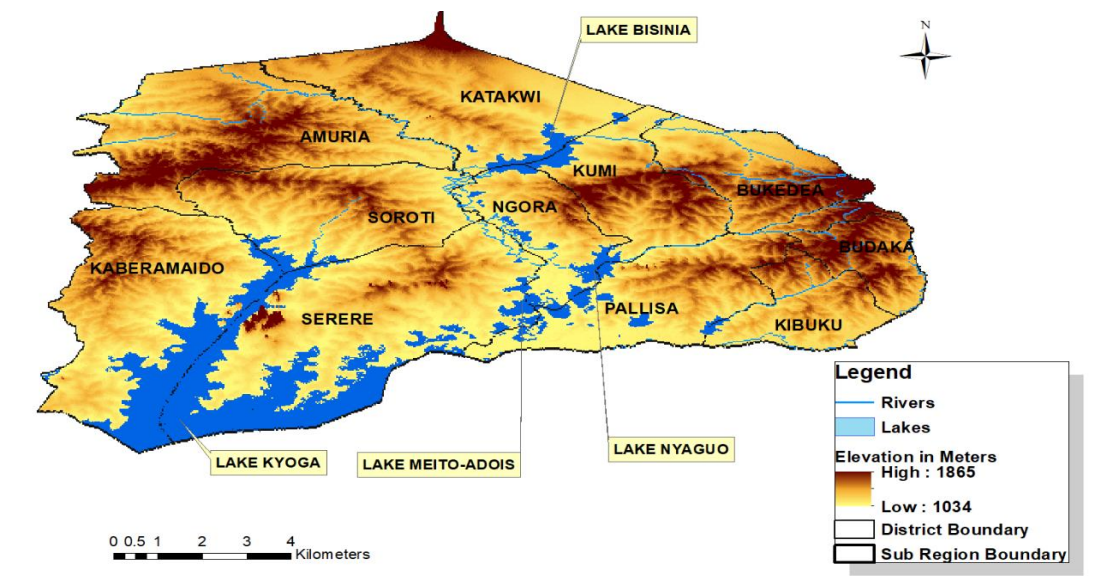 LAKE BISINIA
N
KATAKWI
AMURIA
KUMI
BUKEDEA
NGORA
SOROTI
BUDAKA
KABERAMAIDO
PALLISA
SERERE
KIBUKU
LAKE KYOGA
LAKE MEITO-ADOIS
LAKE NYAGUO
Legend
Rivers
Lakes
Elevation in Meters
High : 1865
Low : 1034
District Boundary
Sub Region Boundary
0 0.5 1 2 3 4
Kilometers